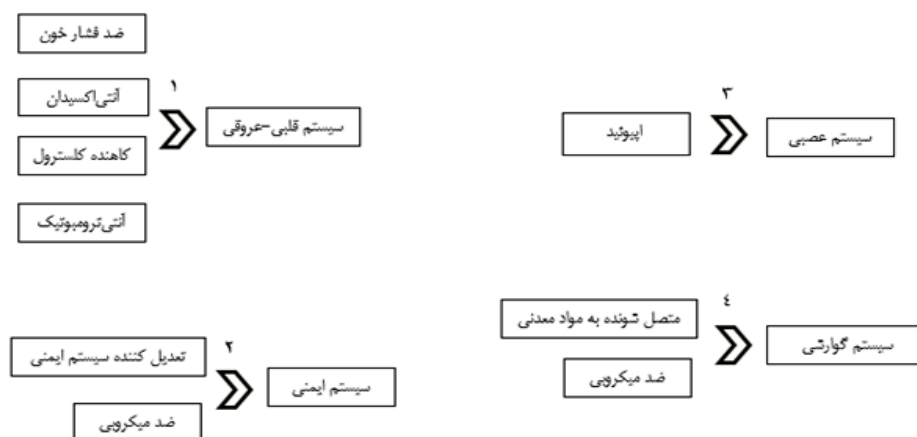 ضد فشار خون
آنتی‌اکسیدان
۱
کاهنده کلسترول
سیستم قلبی-عروقی
آنتی‌ترومبوتیک
۳
اپیوئید
سیستم عصبی
تعدیل کننده سیستم ایمنی
۲
ضد میکروبی
سیستم ایمنی
متصل شونده به مواد معدنی
٤
ضد میکروبی
سیستم گوارشی